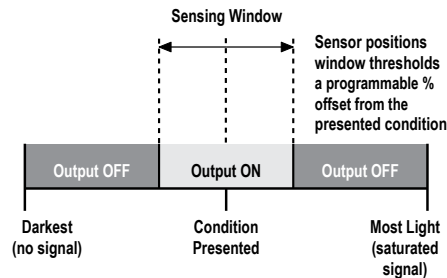 Sensing Window
Sensor positions
window thresholds
a programmable %
offset from the
presented condition
Output OFF
Output ON
Output OFF
Darkest
(no signal)
Condition
Presented
Most Light
(saturated
signal)